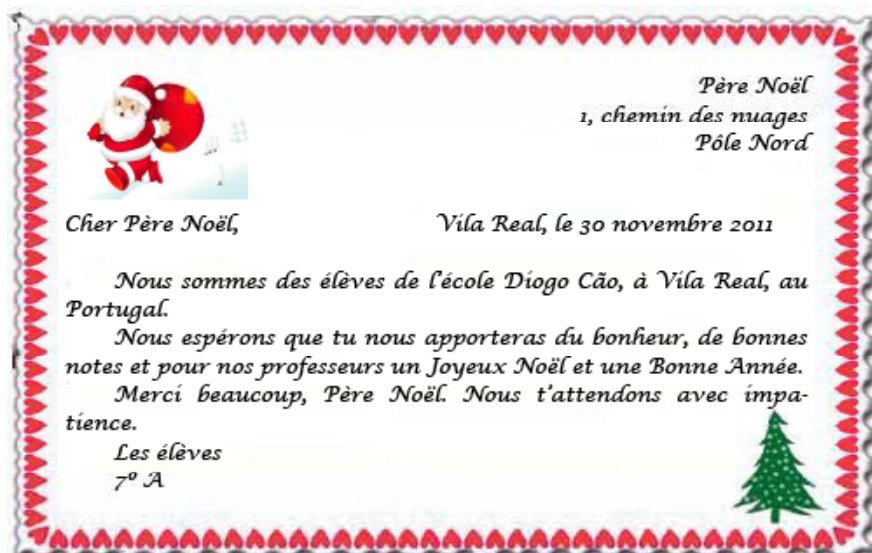 Père Noël
1, chemin des nuages
Pôle Nord
Cher Père Noël, Vila Real, le 30 novembre 2011
Nous sommes des élèves de l'école Diogo Cão, à Vila Real, au
Portugal.
Nous espérons que tu nous apporteras du bonheur, de bonnes
notes et pour nos professeurs un Joyeux Noël et une Bonne Année.
Merci beaucoup, Père Noël. Nous t'attendons avec impa-
tience.
Les élèves
7º A